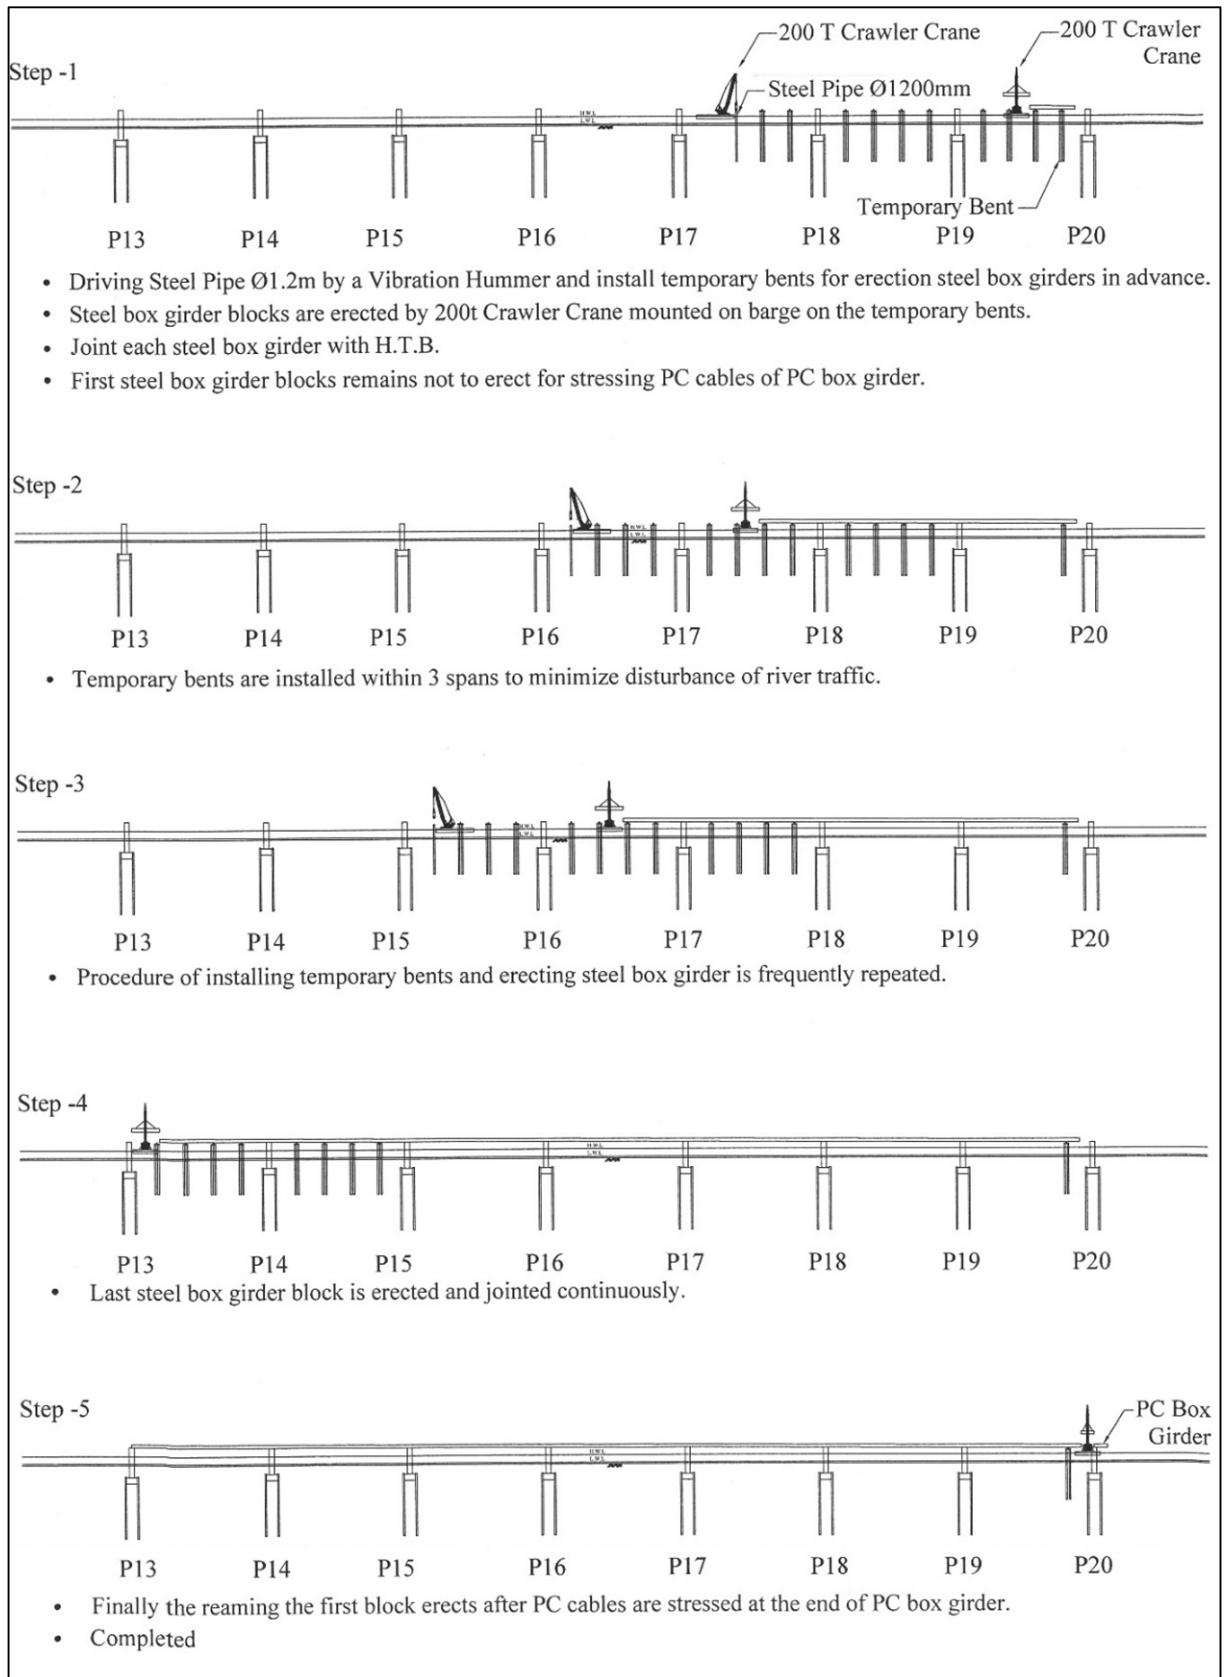 200 T Crawler Crane
200 T Crawler
Crane
Step -1
Steel Pipe Ø1200mm
H.W.L
L.W.L
Temporary Bent
P13 P14 P15 P16 P17 P18 P19 P20
• Driving Steel Pipe Ø1.2m by a Vibration Hummer and install temporary bents for erection steel box girders in advance.
• Steel box girder blocks are erected by 200t Crawler Crane mounted on barge on the temporary bents.
• Joint each steel box girder with H.T.B.
• First steel box girder blocks remains not to erect for stressing PC cables of PC box girder.
Step -2
H.W.L
L.W.L
P13 P14 P15 P16 P17 P18 P19 P20
• Temporary bents are installed within 3 spans to minimize disturbance of river traffic.
Step -3
H.W.L
L.W.L
P13 P14 P15 P16 P17 P18 P19 P20
• Procedure of installing temporary bents and erecting steel box girder is frequently repeated.
Step -4
H.W.L
L.W.L
P13 P14 P15 P16 P17 P18 P19 P20
• Last steel box girder block is erected and jointed continuously.
Step -5
PC Box
Girder
H.W.L
L.W.L
P13 P14 P15 P16 P17 P18 P19 P20
• Finally the reaming the first block erects after PC cables are stressed at the end of PC box girder.
• Completed